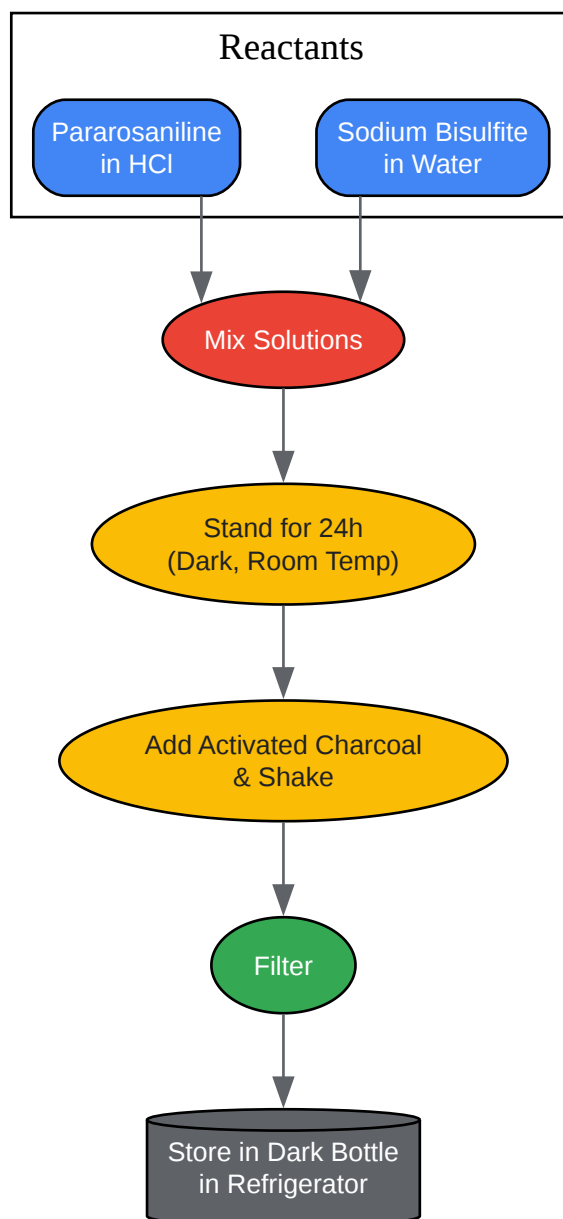 Reactants
Pararosaniline
in HCl
Sodium Bisulfite
in Water
Mix Solutions
Stand for 24h
(Dark, Room Temp)
Add Activated Charcoal
& Shake
Filter
Store in Dark Bottle
in Refrigerator